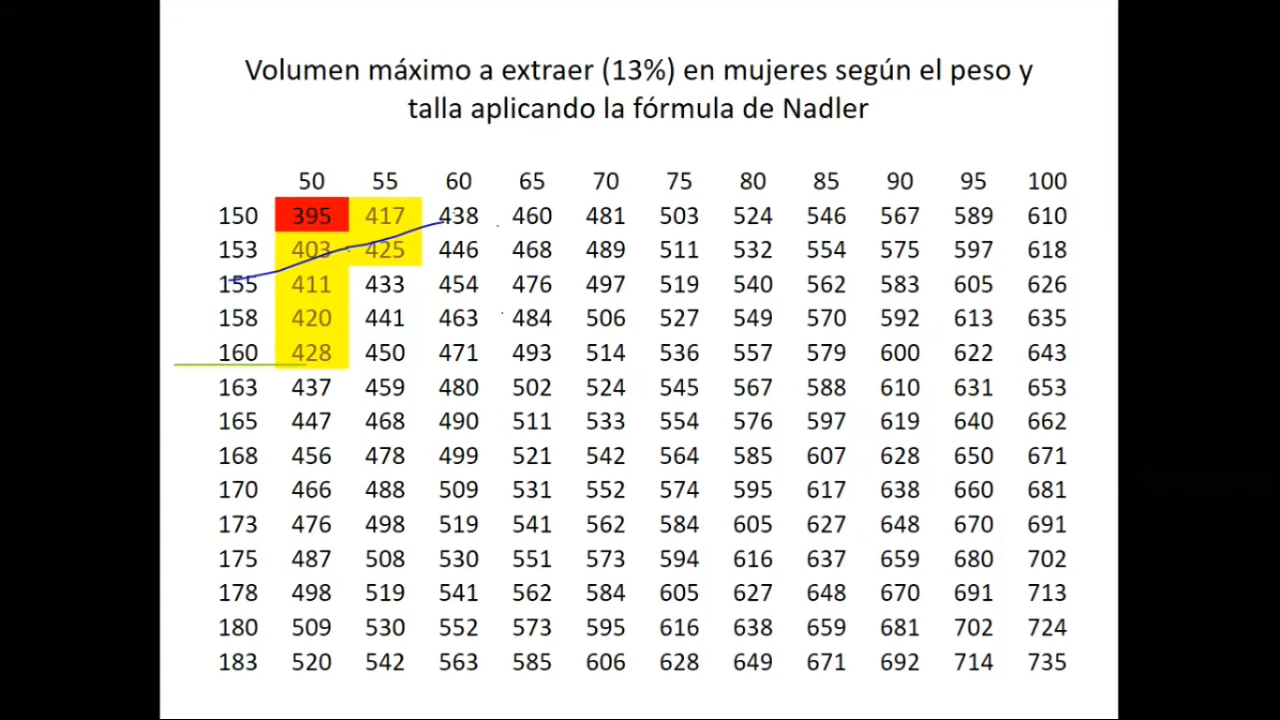 Volumen máximo a extraer (13%) en mujeres según el peso y
talla aplicando la fórmula de Nadler
50 55 60 65 70 75 80 85 90 95 100
150 395 417 438 460 481 503 524 546 567 589 610
153 403 425 446 468 489 511 532 554 575 597 618
155 411 433 454 476 497 519 540 562 583 605 626
158 420 441 463 484 506 527 549 570 592 613 635
160 428 450 471 493 514 536 557 579 600 622 643
163 437 459 480 502 524 545 567 588 610 631 653
165 447 468 490 511 533 554 576 597 619 640 662
168 456 478 499 521 542 564 585 607 628 650 671
170 466 488 509 531 552 574 595 617 638 660 681
173 476 498 519 541 562 584 605 627 648 670 691
175 487 508 530 551 573 594 616 637 659 680 702
178 498 519 541 562 584 605 627 648 670 691 713
180 509 530 552 573 595 616 638 659 681 702 724
183 520 542 563 585 606 628 649 671 692 714 735